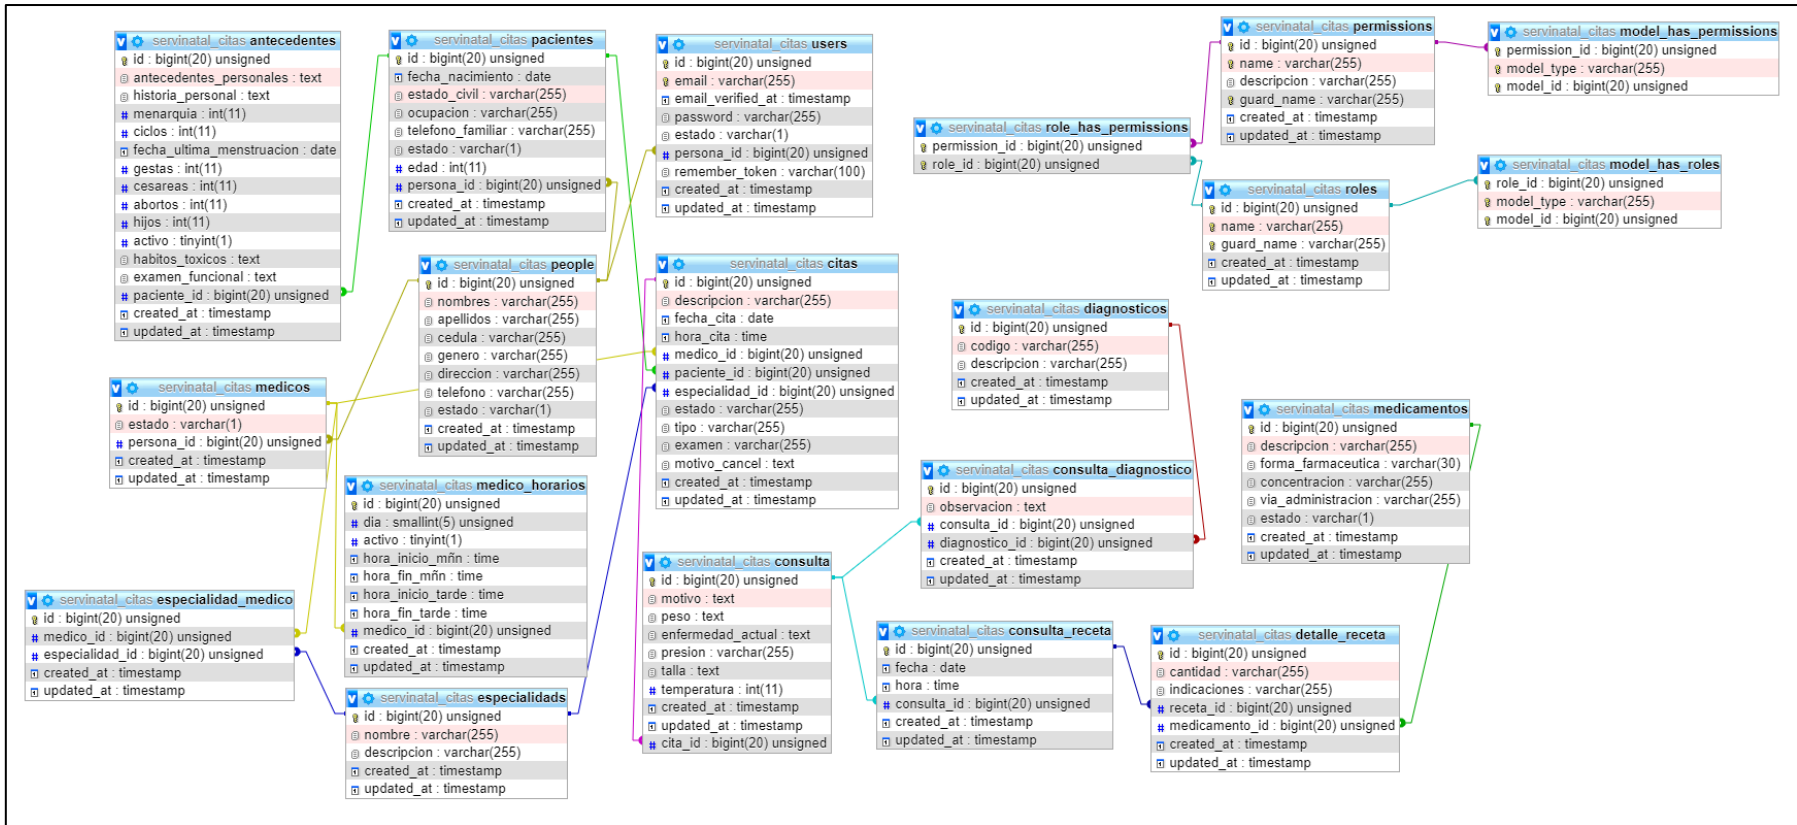 servinatal_citas antecedentes
id : bigint(20) unsigned
antecedentes_personales : text
historia_personal : text
menarquia : int(11)
ciclos : int(11)
fecha_ultima_menstruacion : date
gestas : int(11)
cesareas : int(11)
abortos : int(11)
hijos : int(11)
activo : tinyint(1)
habitos_toxicos : text
examen_funcional : text
paciente_id : bigint(20) unsigned
created_at : timestamp
updated_at : timestamp
servinatal_citas pacientes
id : bigint(20) unsigned
fecha_nacimiento : date
estado_civil : varchar(255)
ocupacion : varchar(255)
telefono_familiar : varchar(255)
estado : varchar(1)
edad : int(11)
persona_id : bigint(20) unsigned
created_at : timestamp
updated_at : timestamp
servinatal_citas users
id : bigint(20) unsigned
email : varchar(255)
email_verified_at : timestamp
password : varchar(255)
estado : varchar(1)
persona_id : bigint(20) unsigned
remember_token : varchar(100)
created_at : timestamp
updated_at : timestamp
servinatal_citas permissions
id : bigint(20) unsigned
name : varchar(255)
descripcion : varchar(255)
guard_name : varchar(255)
created_at : timestamp
updated_at : timestamp
servinatal_citas model_has_permissions
permission_id : bigint(20) unsigned
model_type : varchar(255)
model_id : bigint(20) unsigned
servinatal_citas role_has_permissions
permission_id : bigint(20) unsigned
role_id : bigint(20) unsigned
servinatal_citas roles
id : bigint(20) unsigned
name : varchar(255)
guard_name : varchar(255)
created_at : timestamp
updated_at : timestamp
servinatal_citas model_has_roles
role_id : bigint(20) unsigned
model_type : varchar(255)
model_id : bigint(20) unsigned
servinatal_citas people
id : bigint(20) unsigned
nombres : varchar(255)
apellidos : varchar(255)
cedula : varchar(255)
genero : varchar(255)
direccion : varchar(255)
telefono : varchar(255)
estado : varchar(1)
created_at : timestamp
updated_at : timestamp
servinatal_citas citas
id : bigint(20) unsigned
descripcion : varchar(255)
fecha_cita : date
hora_cita : time
medico_id : bigint(20) unsigned
paciente_id : bigint(20) unsigned
especialidad_id : bigint(20) unsigned
estado : varchar(255)
tipo : varchar(255)
examen : varchar(255)
motivo_cancel : text
created_at : timestamp
updated_at : timestamp
servinatal_citas diagnosticos
id : bigint(20) unsigned
codigo : varchar(255)
descripcion : varchar(255)
created_at : timestamp
updated_at : timestamp
servinatal_citas medicos
id : bigint(20) unsigned
estado : varchar(1)
persona_id : bigint(20) unsigned
created_at : timestamp
updated_at : timestamp
servinatal_citas medicamentos
id : bigint(20) unsigned
descripcion : varchar(255)
forma_farmaceutica : varchar(30)
concentracion : varchar(255)
via_administracion : varchar(255)
estado : varchar(1)
created_at : timestamp
updated_at : timestamp
servinatal_citas medico_horarios
id : bigint(20) unsigned
dia : smallint(5) unsigned
activo : tinyint(1)
hora_inicio_mñn : time
hora_fin_mñn : time
hora_inicio_tarde : time
hora_fin_tarde : time
medico_id : bigint(20) unsigned
created_at : timestamp
updated_at : timestamp
servinatal_citas consulta_diagnostico
id : bigint(20) unsigned
observacion : text
consulta_id : bigint(20) unsigned
diagnostico_id : bigint(20) unsigned
created_at : timestamp
updated_at : timestamp
servinatal_citas consulta
id : bigint(20) unsigned
motivo : text
peso : text
enfermedad_actual : text
presion : varchar(255)
talla : text
temperatura : int(11)
created_at : timestamp
updated_at : timestamp
cita_id : bigint(20) unsigned
servinatal_citas especialidad_medico
id : bigint(20) unsigned
medico_id : bigint(20) unsigned
especialidad_id : bigint(20) unsigned
created_at : timestamp
updated_at : timestamp
servinatal_citas consulta_receta
id : bigint(20) unsigned
fecha : date
hora : time
consulta_id : bigint(20) unsigned
created_at : timestamp
updated_at : timestamp
servinatal_citas detalle_receta
id : bigint(20) unsigned
cantidad : varchar(255)
indicaciones : varchar(255)
receta_id : bigint(20) unsigned
medicamento_id : bigint(20) unsigned
created_at : timestamp
updated_at : timestamp
servinatal_citas especialidads
id : bigint(20) unsigned
nombre : varchar(255)
descripcion : varchar(255)
created_at : timestamp
updated_at : timestamp